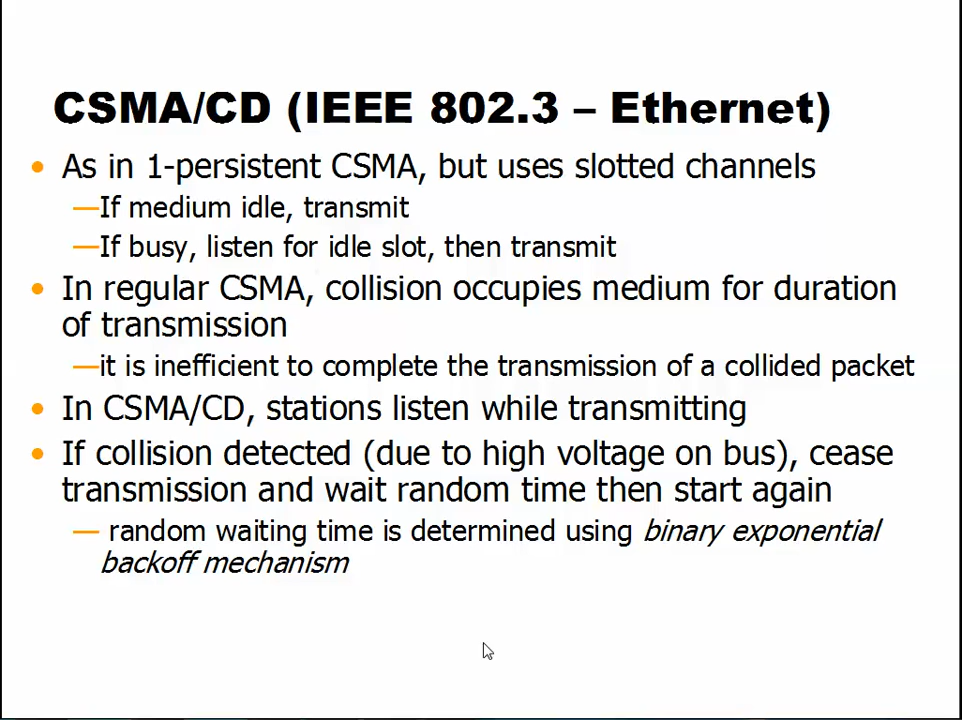 CSMA/CD (IEEE 802.3 – Ethernet)
• As in 1-persistent CSMA, but uses slotted channels
—If medium idle, transmit
—If busy, listen for idle slot, then transmit
• In regular CSMA, collision occupies medium for duration
of transmission
—it is inefficient to complete the transmission of a collided packet
• In CSMA/CD, stations listen while transmitting
• If collision detected (due to high voltage on bus), cease
transmission and wait random time then start again
— random waiting time is determined using binary exponential
backoff mechanism